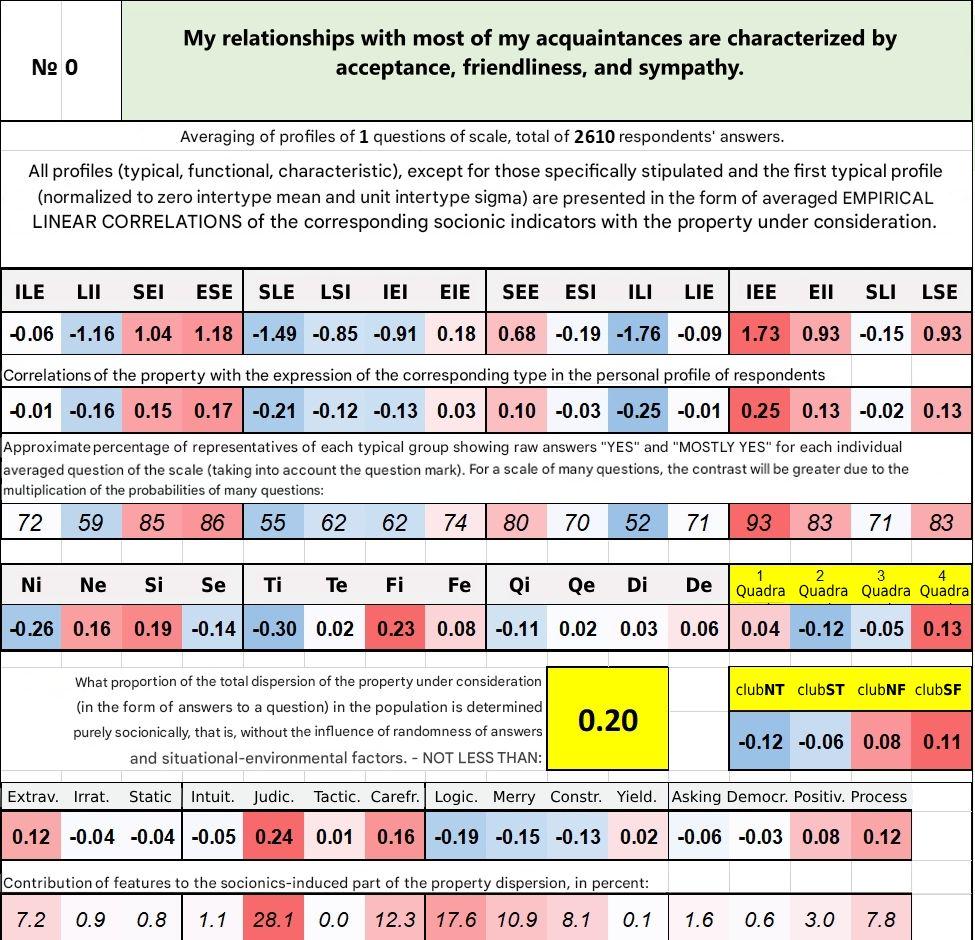 № 0
My relationships with most of my acquaintances are characterized by
acceptance, friendliness, and sympathy.
Averaging of profiles of 1 questions of scale, total of 2610 respondents' answers.
All profiles (typical, functional, characteristic), except for those specifically stipulated and the first typical profile
(normalized to zero intertype mean and unit intertype sigma) are presented in the form of averaged EMPIRICAL
LINEAR CORRELATIONS of the corresponding socionic indicators with the property under consideration.
ILE LII SEI ESE SLE LSI IEI EIE SEE ESI ILI LIE IEE EII SLI LSE
-0.06 -1.16 1.04 1.18 -1.49 -0.85 -0.91 0.18 0.68 -0.19 -1.76 -0.09 1.73 0.93 -0.15 0.93
Correlations of the property with the expression of the corresponding type in the personal profile of respondents
-0.01 -0.16 0.15 0.17 -0.21 -0.12 -0.13 0.03 0.10 -0.03 -0.25 -0.01 0.25 0.13 -0.02 0.13
Approximate percentage of representatives of each typical group showing raw answers "YES" and "MOSTLY YES" for each individual
averaged question of the scale (taking into account the question mark). For a scale of many questions, the contrast will be greater due to the
multiplication of the probabilities of many questions:
72 59 85 86 55 62 62 74 80 70 52 71 93 83 71 83
Ni Ne Si Se Ti Te Fi Fe Qi Qe Di De 1 Quadra 2 Quadra 3 Quadra 4 Quadra
-0.26 0.16 0.19 -0.14 -0.30 0.02 0.23 0.08 -0.11 0.02 0.03 0.06 0.04 -0.12 -0.05 0.13
What proportion of the total dispersion of the property under consideration
(in the form of answers to a question) in the population is determined
purely socionically, that is, without the influence of randomness of answers
and situational-environmental factors. - NOT LESS THAN:
0.20
clubNT clubST clubNF clubSF
-0.12 -0.06 0.08 0.11
Extrav. Irrat. Static Intuit. Judic. Tactic. Carefr. Logic. Merry Constr. Yield. Asking Democr. Positiv. Process
0.12 -0.04 -0.04 -0.05 0.24 0.01 0.16 -0.19 -0.15 -0.13 0.02 -0.06 -0.03 0.08 0.12
Contribution of features to the socionics-induced part of the property dispersion, in percent:
7.2 0.9 0.8 1.1 28.1 0.0 12.3 17.6 10.9 8.1 0.1 1.6 0.6 3.0 7.8